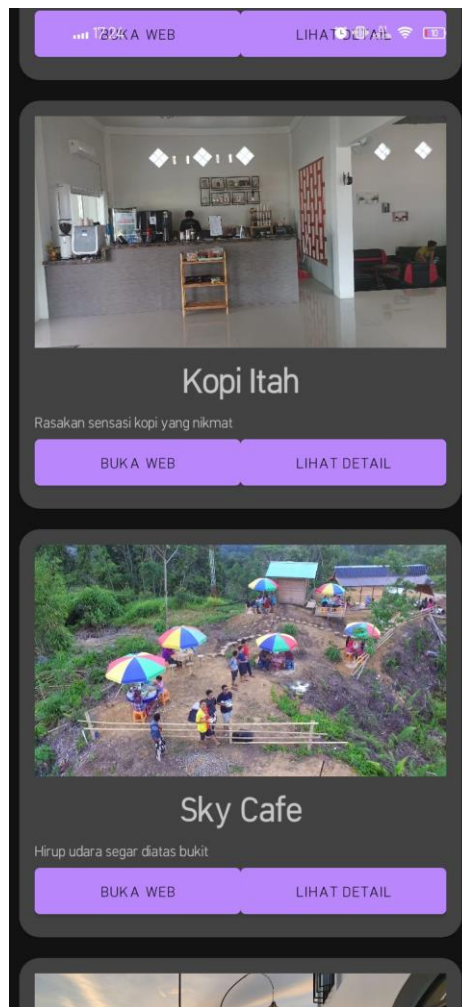 BUKA WEB
LIHAT DETAIL
Kopi Itah
Rasakan sensasi kopi yang nikmat
BUKA WEB
LIHAT DETAIL
Sky Cafe
Hirup udara segar diatas bukit
BUKA WEB
LIHAT DETAIL